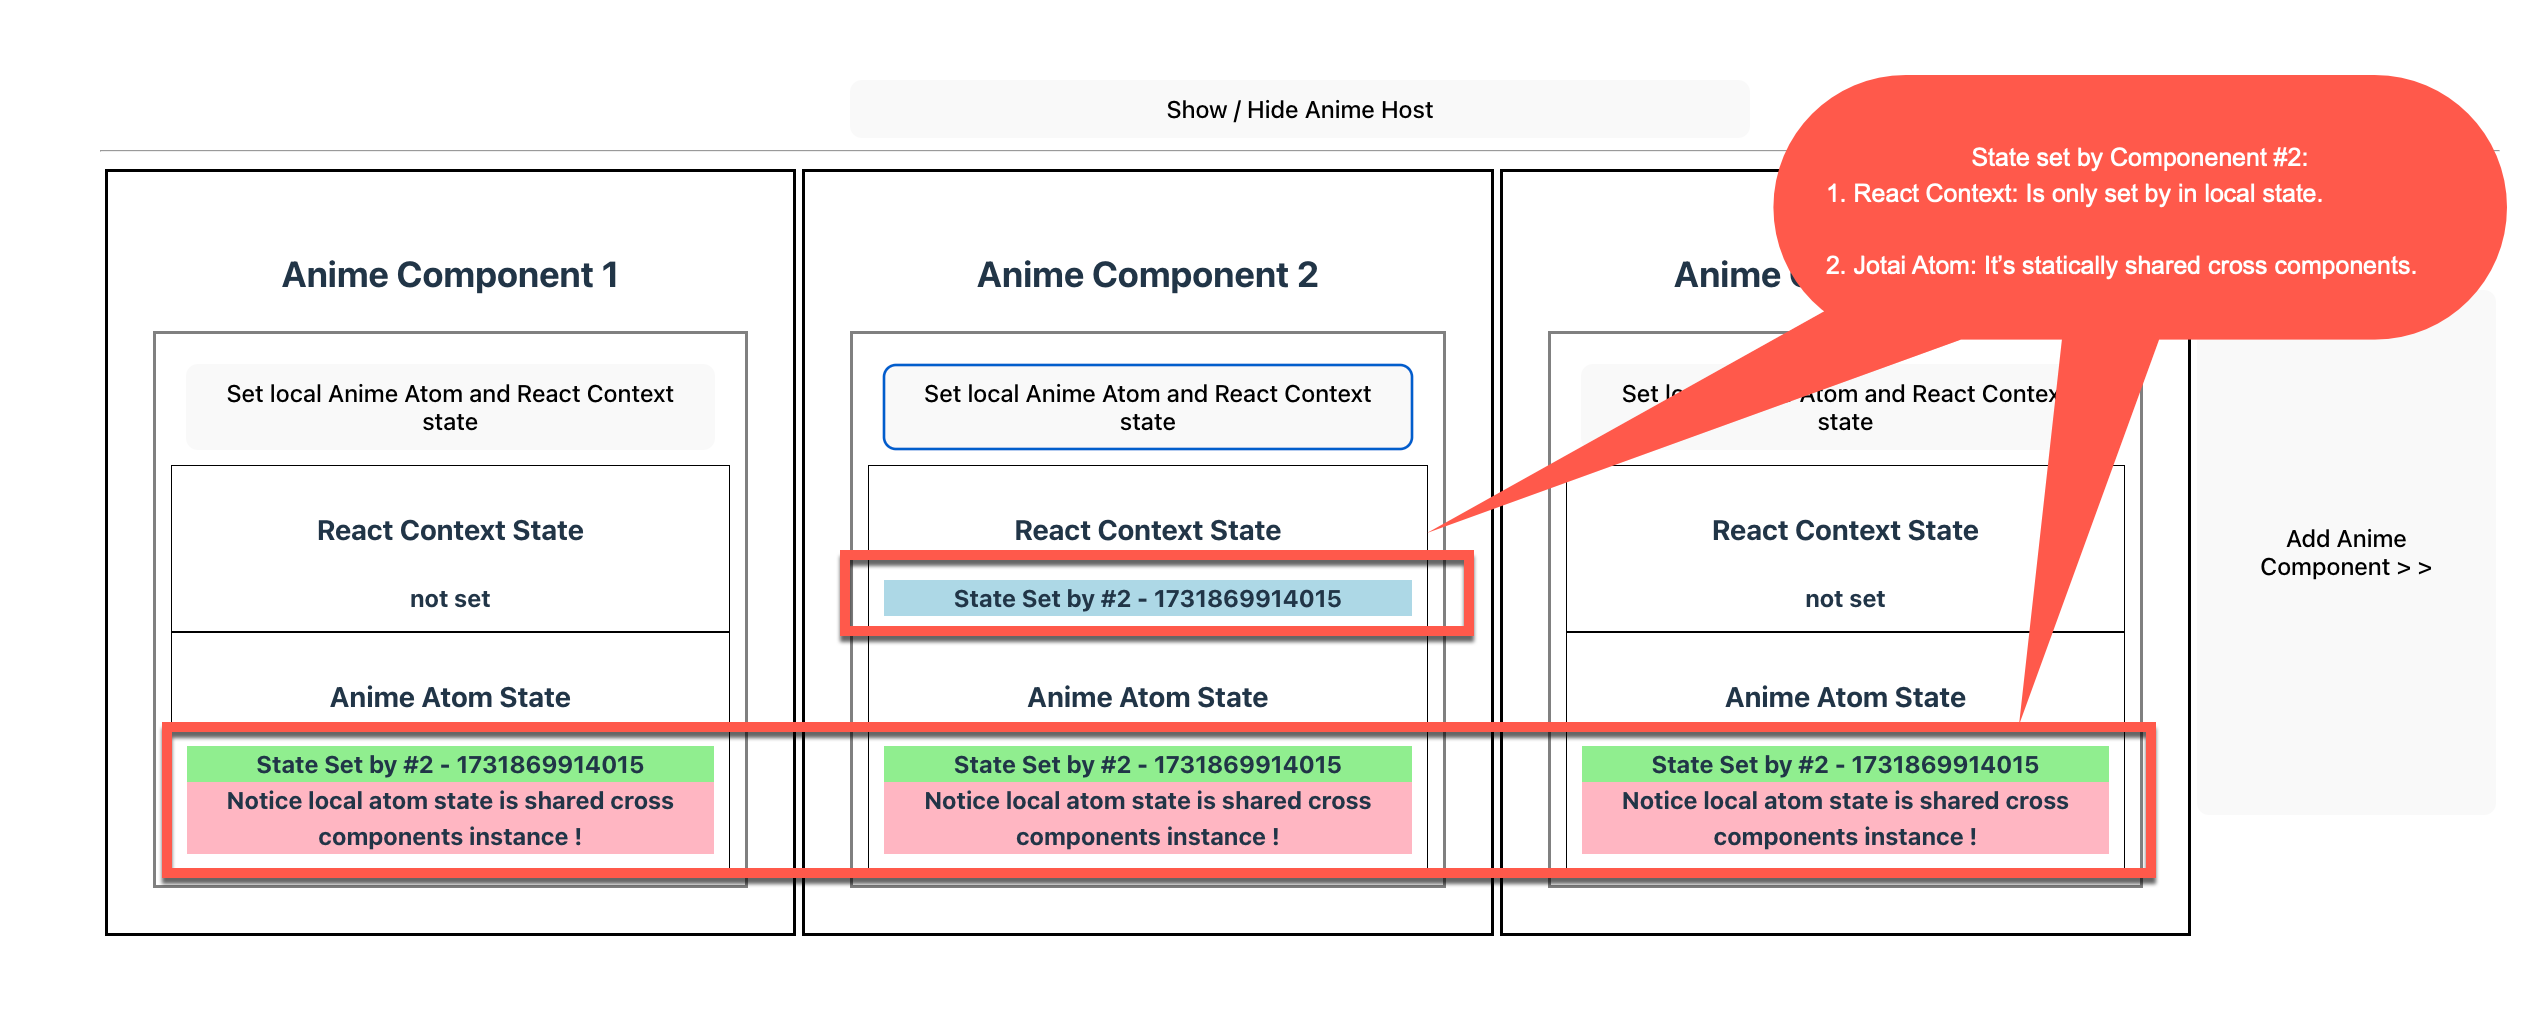 Show / Hide Anime Host
State set by Componenent #2:
1. React Context: Is only set by in local state.
2. Jotai Atom: It's statically shared cross components.
Anime Component 1
Set local Anime Atom and React Context
state
React Context State
not set
Anime Atom State
State Set by #2 - 1731869914015
Notice local atom state is shared cross
components instance !
Anime Component 2
Set local Anime Atom and React Context
state
React Context State
State Set by #2 - 1731869914015
Anime Atom State
State Set by #2 - 1731869914015
Notice local atom state is shared cross
components instance !
Anime
Set Atom and React
state
React Context State
not set
Anime Atom State
State Set by #2 - 1731869914015
Notice local atom state is shared cross
components instance !
Add Anime
Component > >